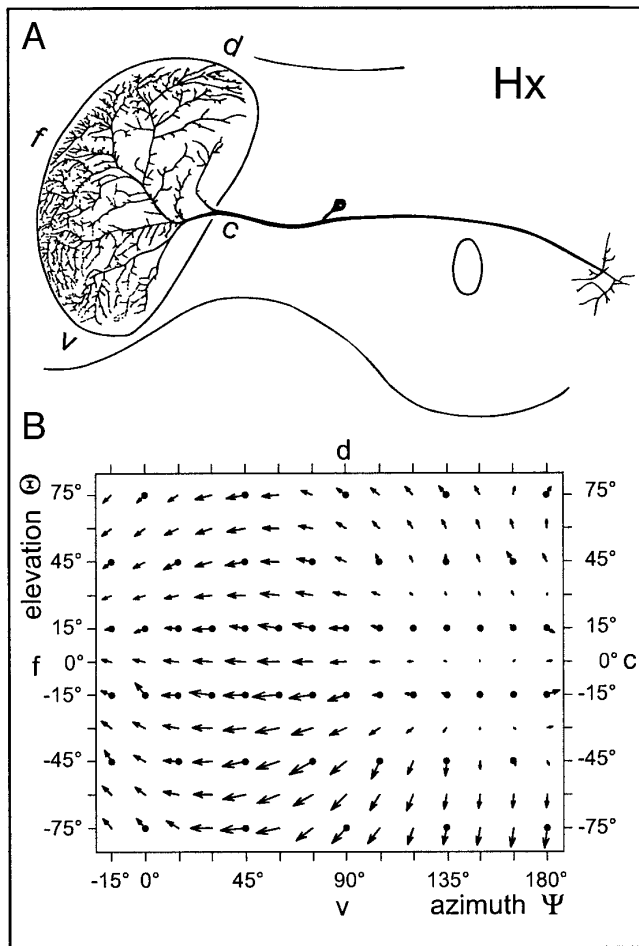 A
Hx
d
f
c
v
B
d
elevation Θ
75° 75°
45° 45°
15° 15°
f 0° 0° c
-15° -15°
-45° -45°
-75° -75°
-15° 0° 45° 90° 135° 180°
v azimuth Ψ